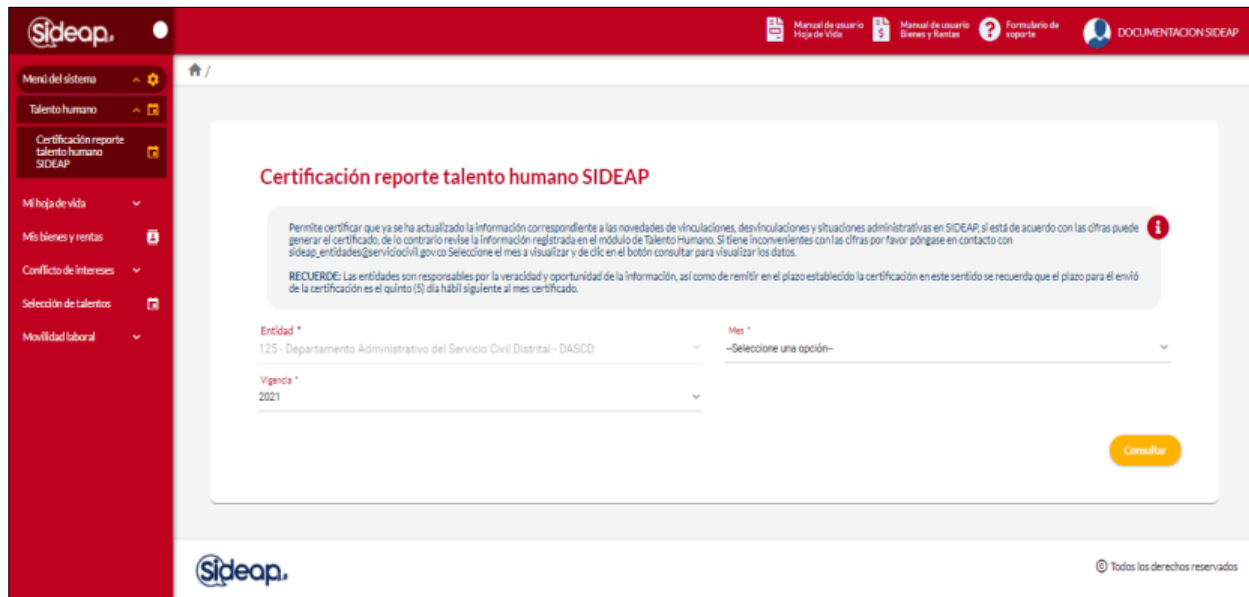 Sideap.
Manual de usuario
Hoja de Vida
Manual de usuario
Bienes y Rentas
Formulario de
soporte
DOCUMENTACION SIDEAP
Menú del sistema
Talento humano
Certificación reporte
talento humano
SIDEAP
Mi hoja de vida
Mis bienes y rentas
Conflicto de intereses
Selección de talentos
Movilidad laboral
/
Certificación reporte talento humano SIDEAP
Permite certificar que ya se ha actualizado la información correspondiente a las novedades de vinculaciones, desvinculaciones y situaciones administrativas en SIDEAP, si está de acuerdo con las cifras puede
generar el certificado, de lo contrario revise la información registrada en el módulo de Talento Humano. Si tiene inconvenientes con las cifras por favor póngase en contacto con
sideap_entidades@serviciocivil.gov.co Seleccione el mes a visualizar y de clic en el botón consultar para visualizar los datos.
RECUERDE: Las entidades son responsables por la veracidad y oportunidad de la información, así como de remitir en el plazo establecido la certificación en este sentido se recuerda que el plazo para él envió
de la certificación es el quinto (5) día hábil siguiente al mes certificado.
Entidad *
125 - Departamento Administrativo del Servicio Civil Distrital - DASCD
Mes *
--Seleccione una opción--
Vigencia *
2021
Consultar
Sideap.
© Todos los derechos reservados